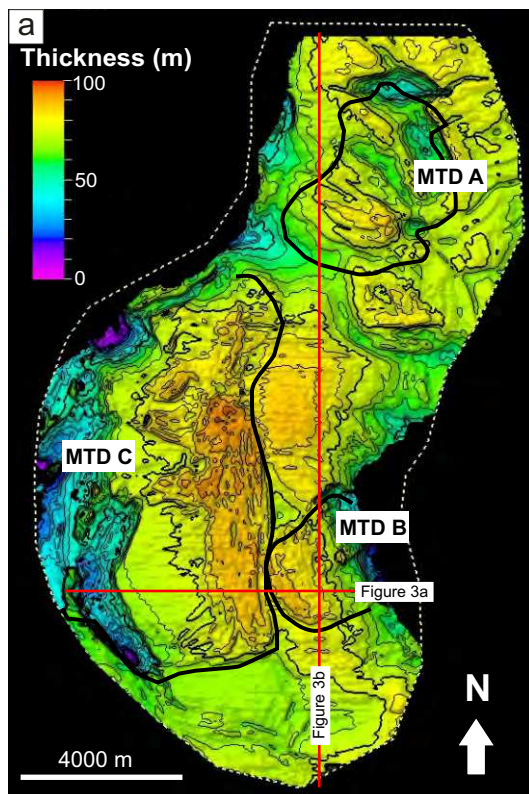 a
Thickness (m)
100
50
0
MTD A
MTD C
MTD B
Figure 3a
Figure 3b
N
4000 m